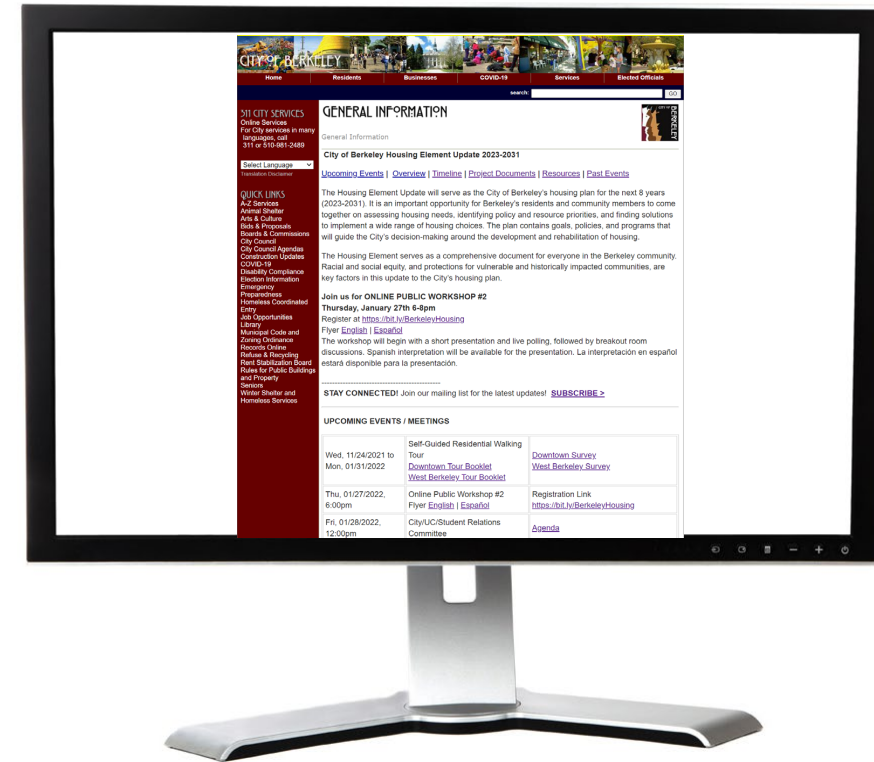 CITY OF BERKELEY
Home Residents Businesses COVID-19 Services Elected Officials
search: GO
311 CITY SERVICES
Online Services
For City services in many
languages, call
311 or 510-981-2489
Select Language
Translation Disclaimer
QUICK LINKS
A-Z Services
Animal Shelter
Arts & Culture
Bids & Proposals
Boards & Commissions
City Council
City Council Agendas
Construction Updates
COVID-19
Disability Compliance
Election Information
Emergency
Preparedness
Homeless Coordinated
Entry
Job Opportunities
Library
Municipal Code and
Zoning Ordinance
Records Online
Refuse & Recycling
Rent Stabilization Board
Rules for Public Buildings
and Property
Seniors
Winter Shelter and
Homeless Services
GENERAL INFORMATION
CITY OF BERKELEY
General Information
City of Berkeley Housing Element Update 2023-2031
Upcoming Events | Overview | Timeline | Project Documents | Resources | Past Events
The Housing Element Update will serve as the City of Berkeley's housing plan for the next 8 years
(2023-2031). It is an important opportunity for Berkeley's residents and community members to come
together on assessing housing needs, identifying policy and resource priorities, and finding solutions
to implement a wide range of housing choices. The plan contains goals, policies, and programs that
will guide the City's decision-making around the development and rehabilitation of housing.
The Housing Element serves as a comprehensive document for everyone in the Berkeley community.
Racial and social equity, and protections for vulnerable and historically impacted communities, are
key factors in this update to the City's housing plan.
Join us for ONLINE PUBLIC WORKSHOP #2
Thursday, January 27th 6-8pm
Register at https://bit.ly/BerkeleyHousing
Flyer English | Español
The workshop will begin with a short presentation and live polling, followed by breakout room
discussions. Spanish interpretation will be available for the presentation. La interpretación en español
estará disponible para la presentación.
--------------------------------------------
STAY CONNECTED! Join our mailing list for the latest updates! SUBSCRIBE >
UPCOMING EVENTS / MEETINGS
Wed, 11/24/2021 to
Mon, 01/31/2022
Self-Guided Residential Walking
Tour
Downtown Tour Booklet
West Berkeley Tour Booklet
Downtown Survey
West Berkeley Survey
Thu, 01/27/2022,
6:00pm
Online Public Workshop #2
Flyer English | Español
Registration Link
https://bit.ly/BerkeleyHousing
Fri, 01/28/2022,
12:00pm
City/UC/Student Relations
Committee
Agenda